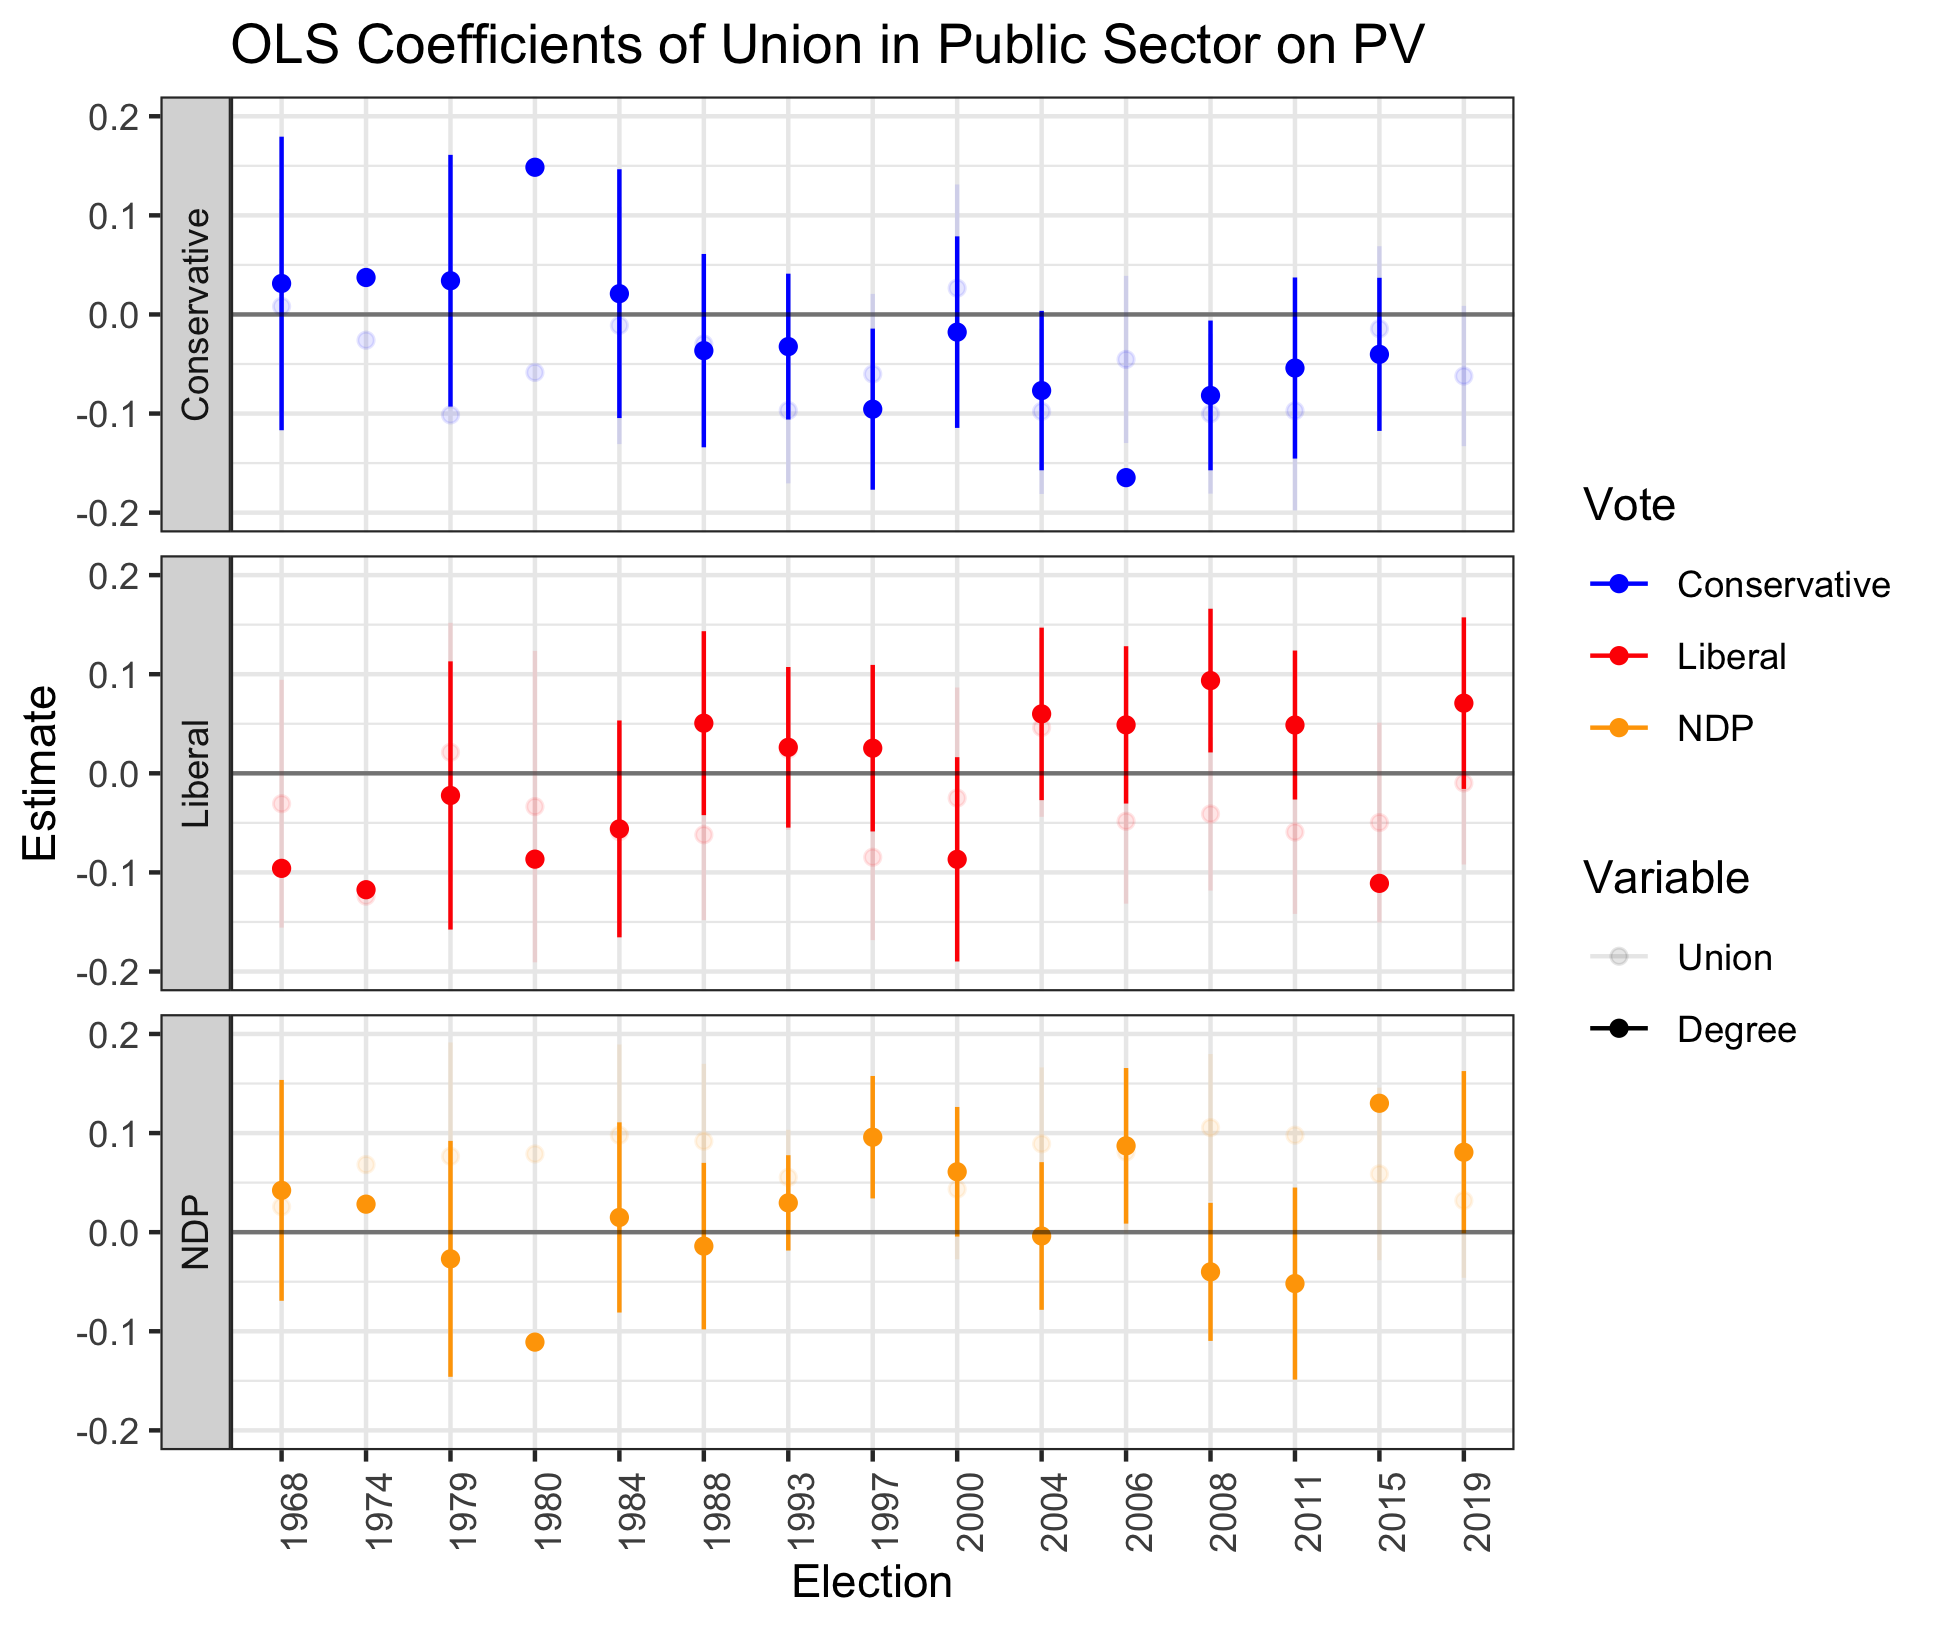 OLS Coefficients of Union in Public Sector on PV
Estimate
Conservative
0.2
0.1
0.0
-0.1
-0.2
Liberal
0.2
0.1
0.0
-0.1
-0.2
NDP
0.2
0.1
0.0
-0.1
-0.2
1968
1974
1979
1980
1984
1988
1993
1997
2000
2004
2006
2008
2011
2015
2019
Election
Vote
Conservative
Liberal
NDP
Variable
Union
Degree